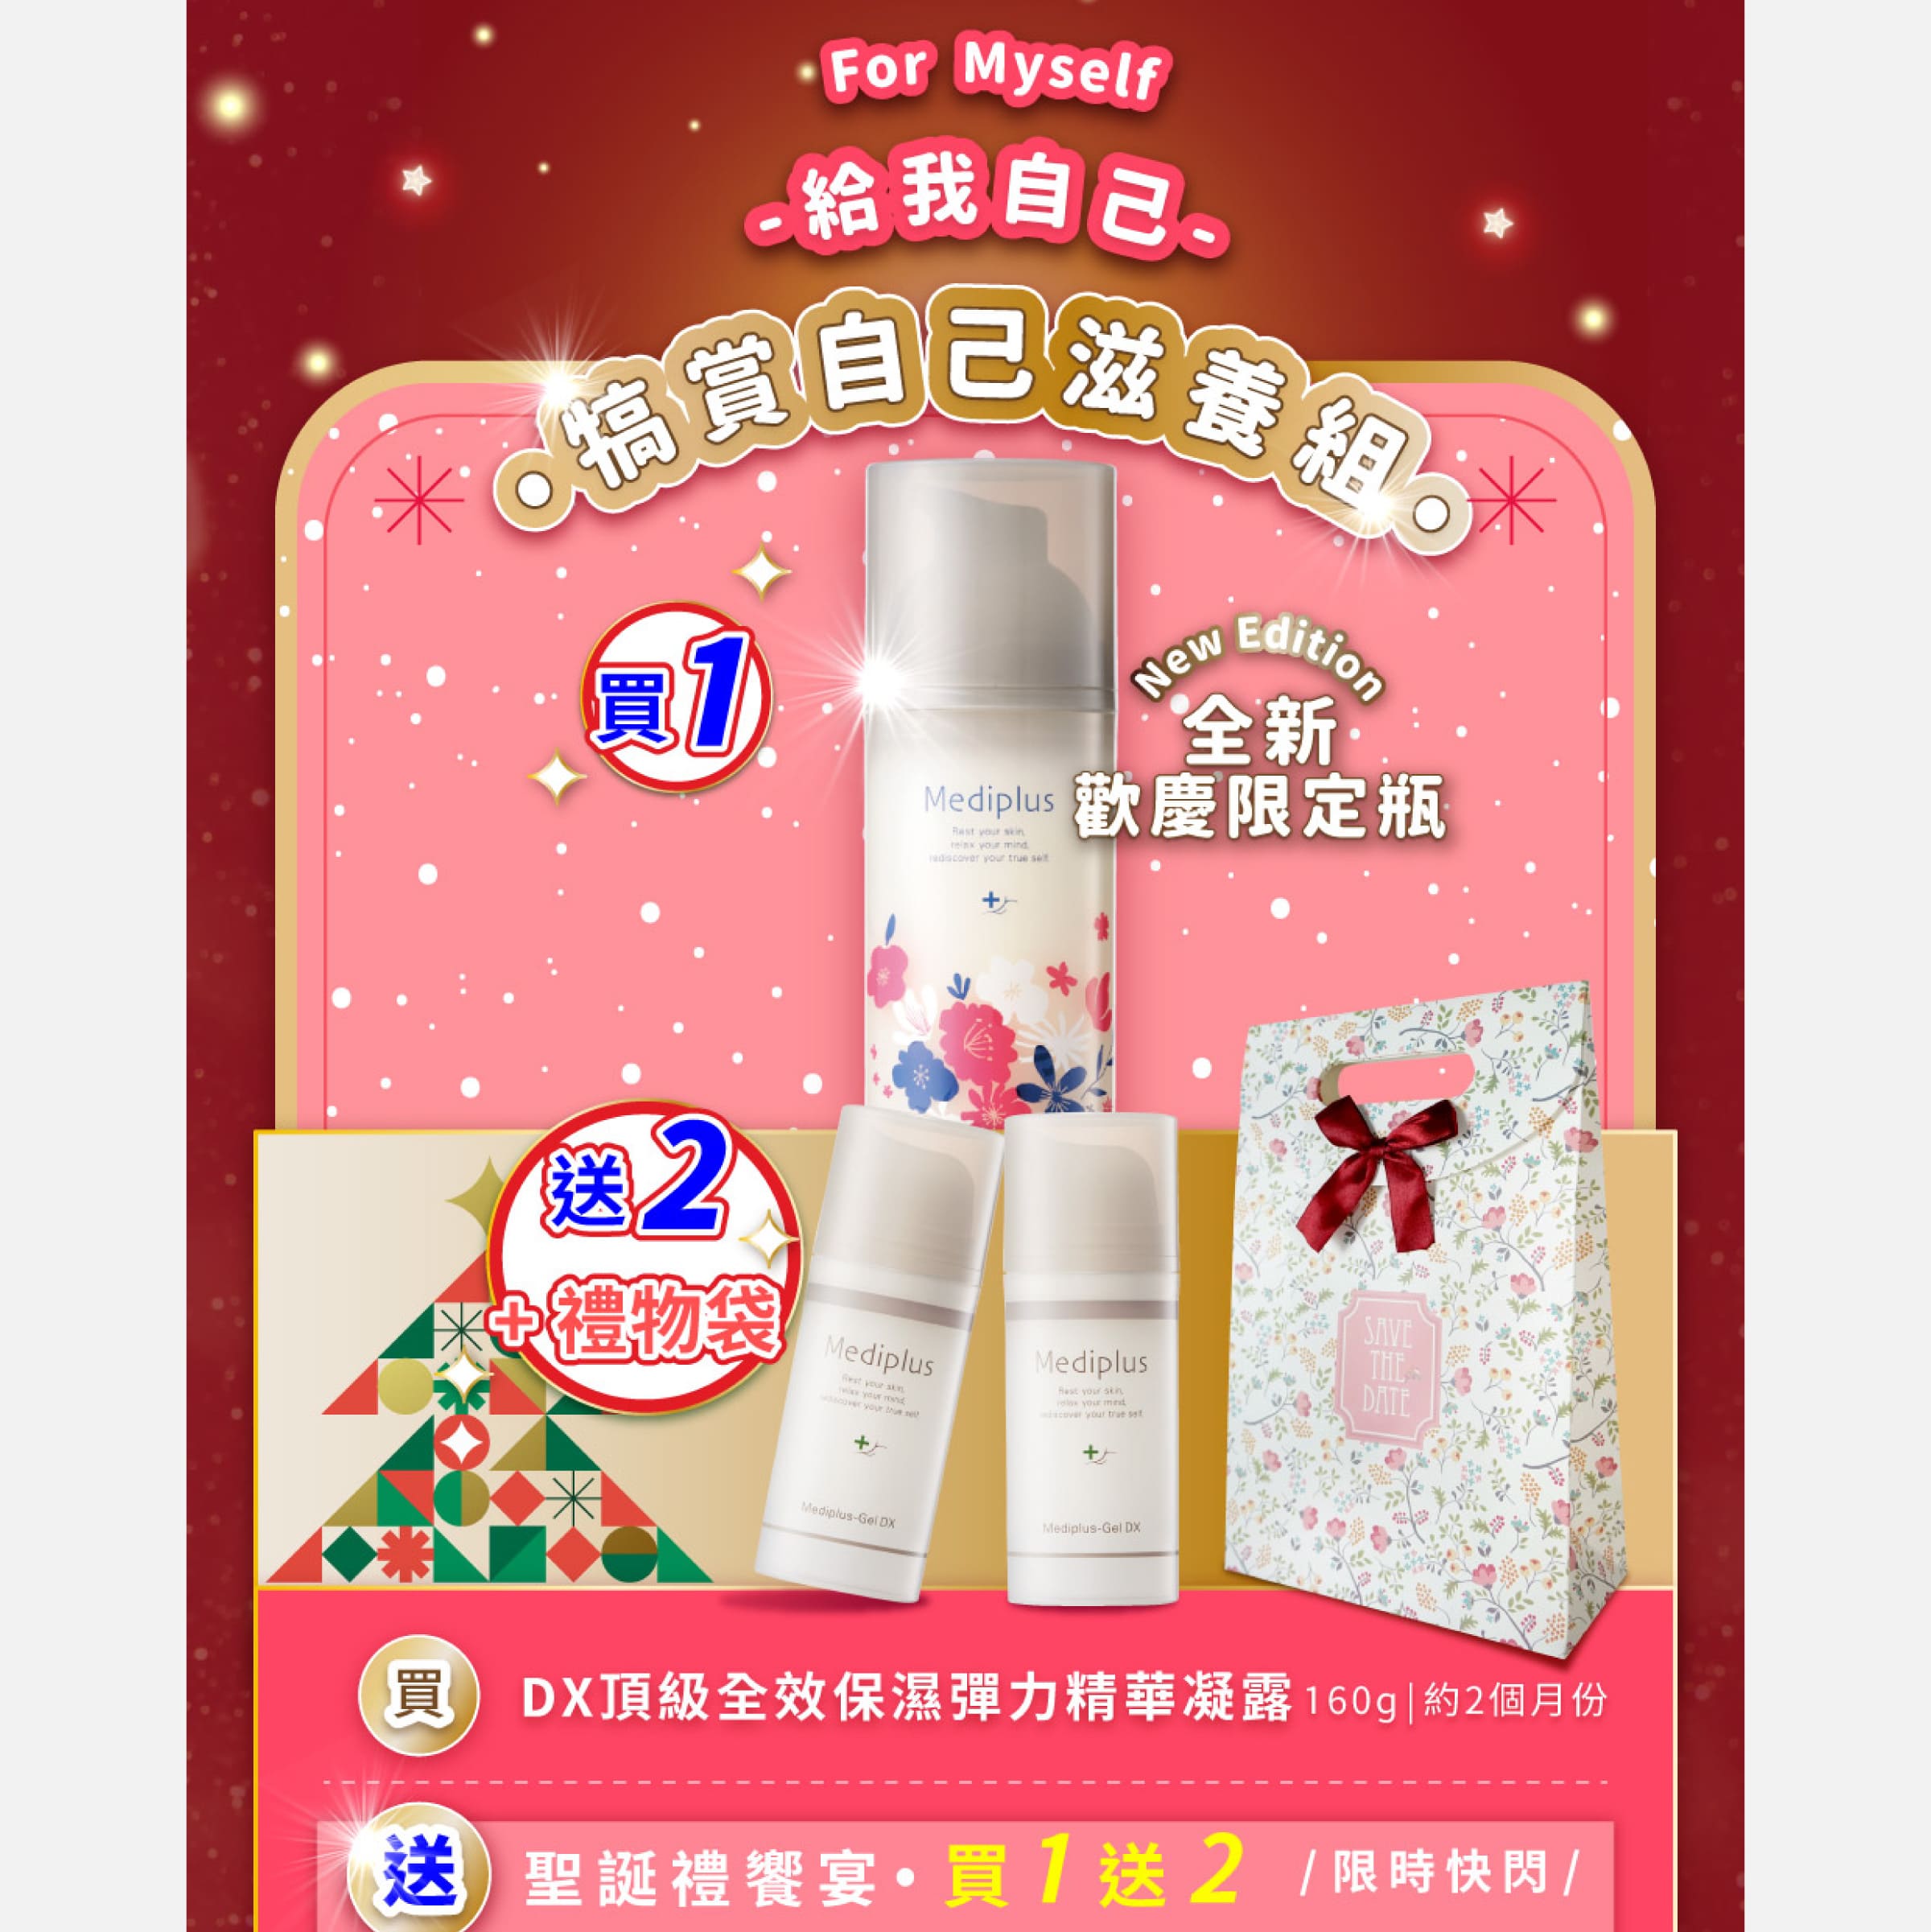 For Myself
-給我自己-
•犒賞自己滋養組•
買1
New Edition
全新
歡慶限定瓶
Mediplus
Rest your skin,
relax your mind,
rediscover your true self.
送2
+禮物袋
Mediplus
Rest your skin,
relax your mind,
rediscover your true self.
Mediplus-Gel DX
Mediplus
Rest your skin,
relax your mind,
rediscover your true self.
Mediplus-Gel DX
SAVE
THE
DATE
買 DX頂級全效保濕彈力精華凝露 160g|約2個月份
送 聖誕禮饗宴•買1送2 /限時快閃/